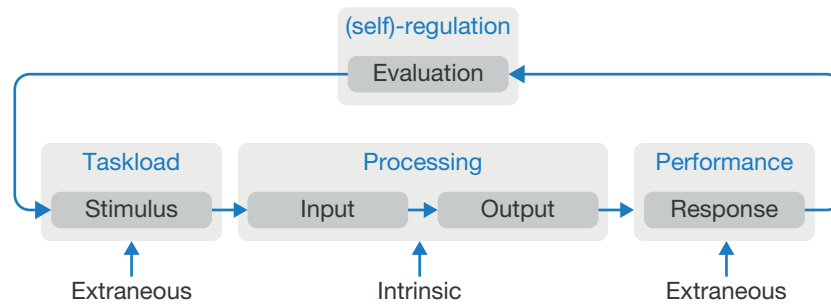 (self)-regulation
Evaluation
Taskload
Processing
Performance
Stimulus
Input
Output
Response
Extraneous
Intrinsic
Extraneous